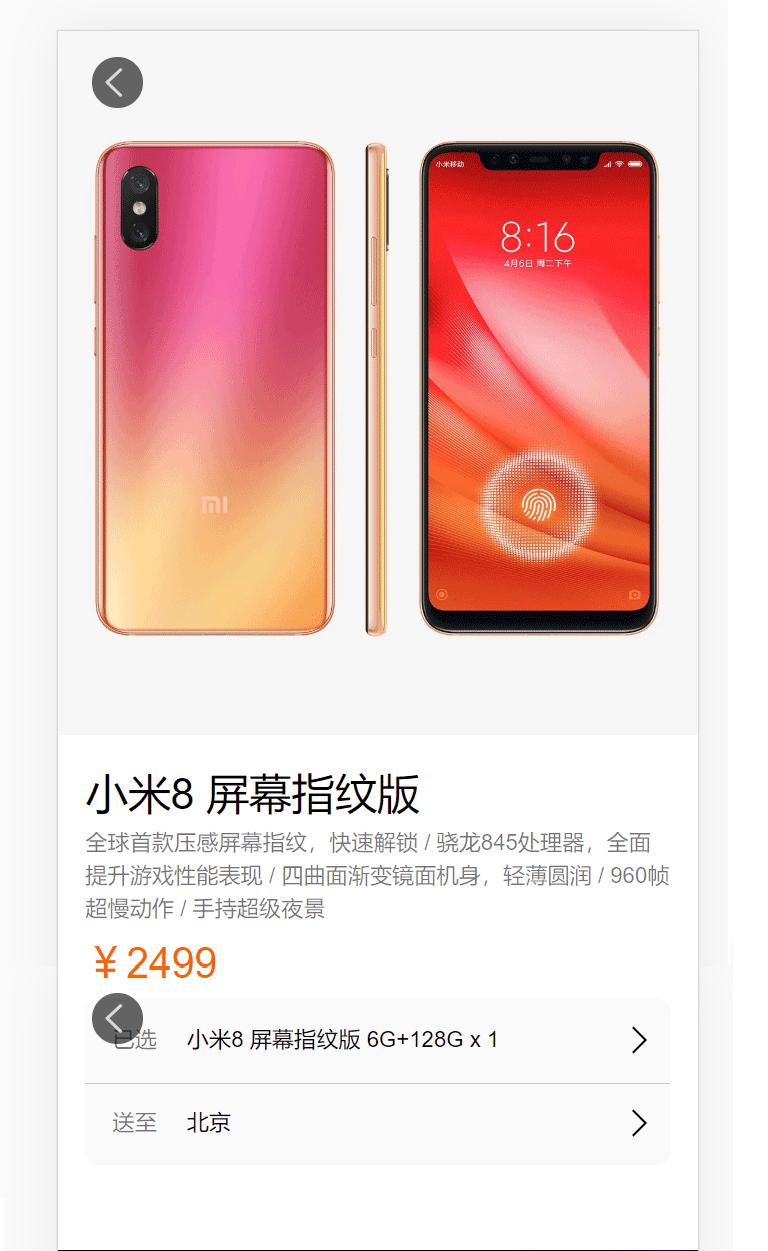 小米移动
8:16
4月6日 周二下午
MI
小米8 屏幕指纹版
全球首款压感屏幕指纹，快速解锁 / 骁龙845处理器，全面
提升游戏性能表现 / 四曲面渐变镜面机身，轻薄圆润 / 960帧
超慢动作 / 手持超级夜景
￥2499
已选 小米8 屏幕指纹版 6G+128G x 1
送至 北京